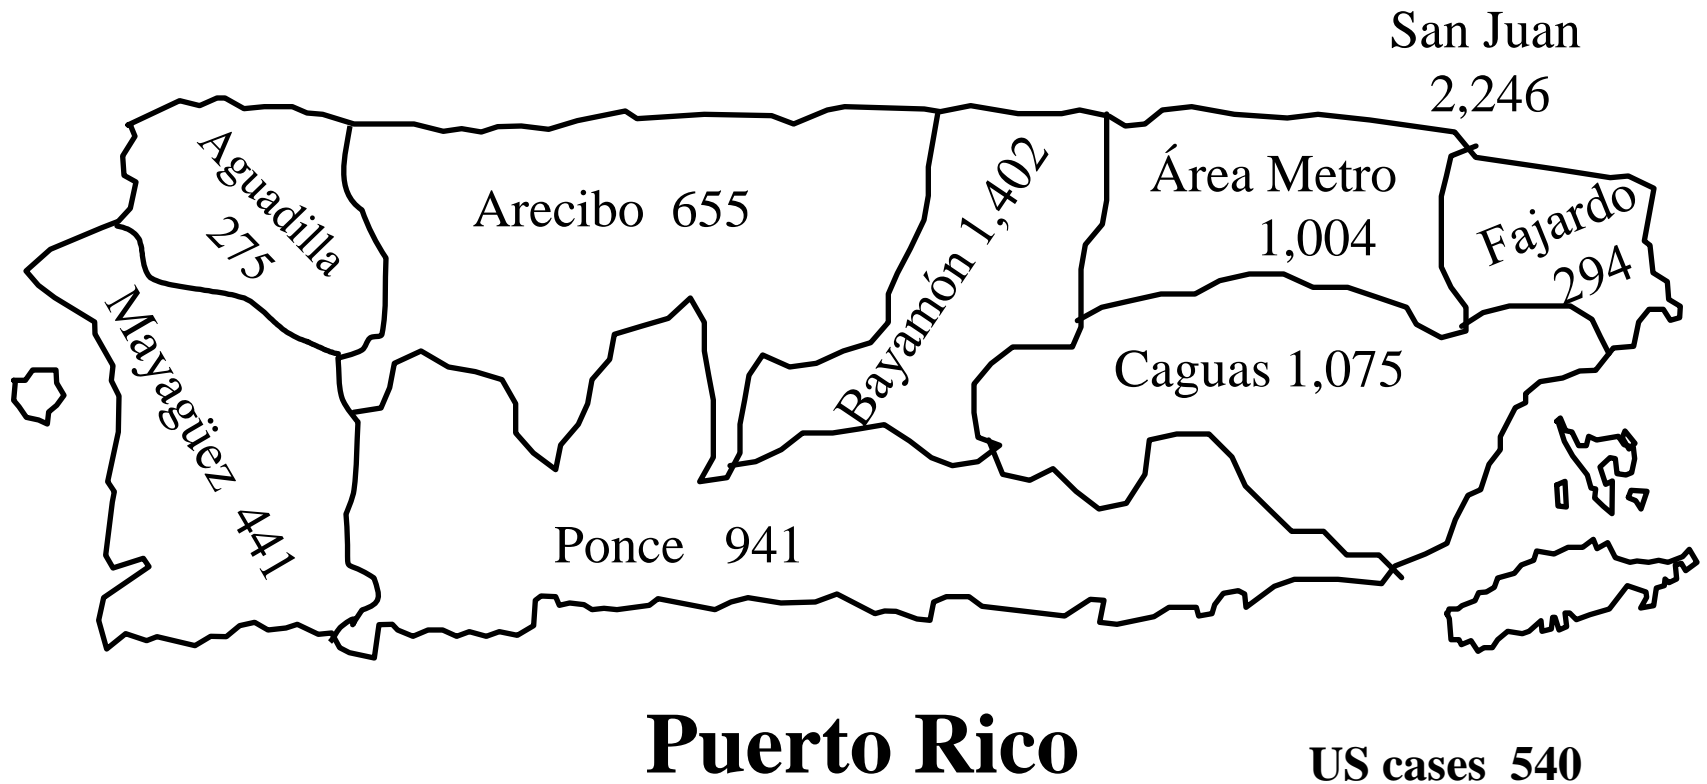 San Juan
2,246
Aguadilla
275
Arecibo 655
Bayamón 1,402
Área Metro
1,004
Fajardo
294
Mayagüez 441
Caguas 1,075
Ponce 941
Puerto Rico
US cases 540